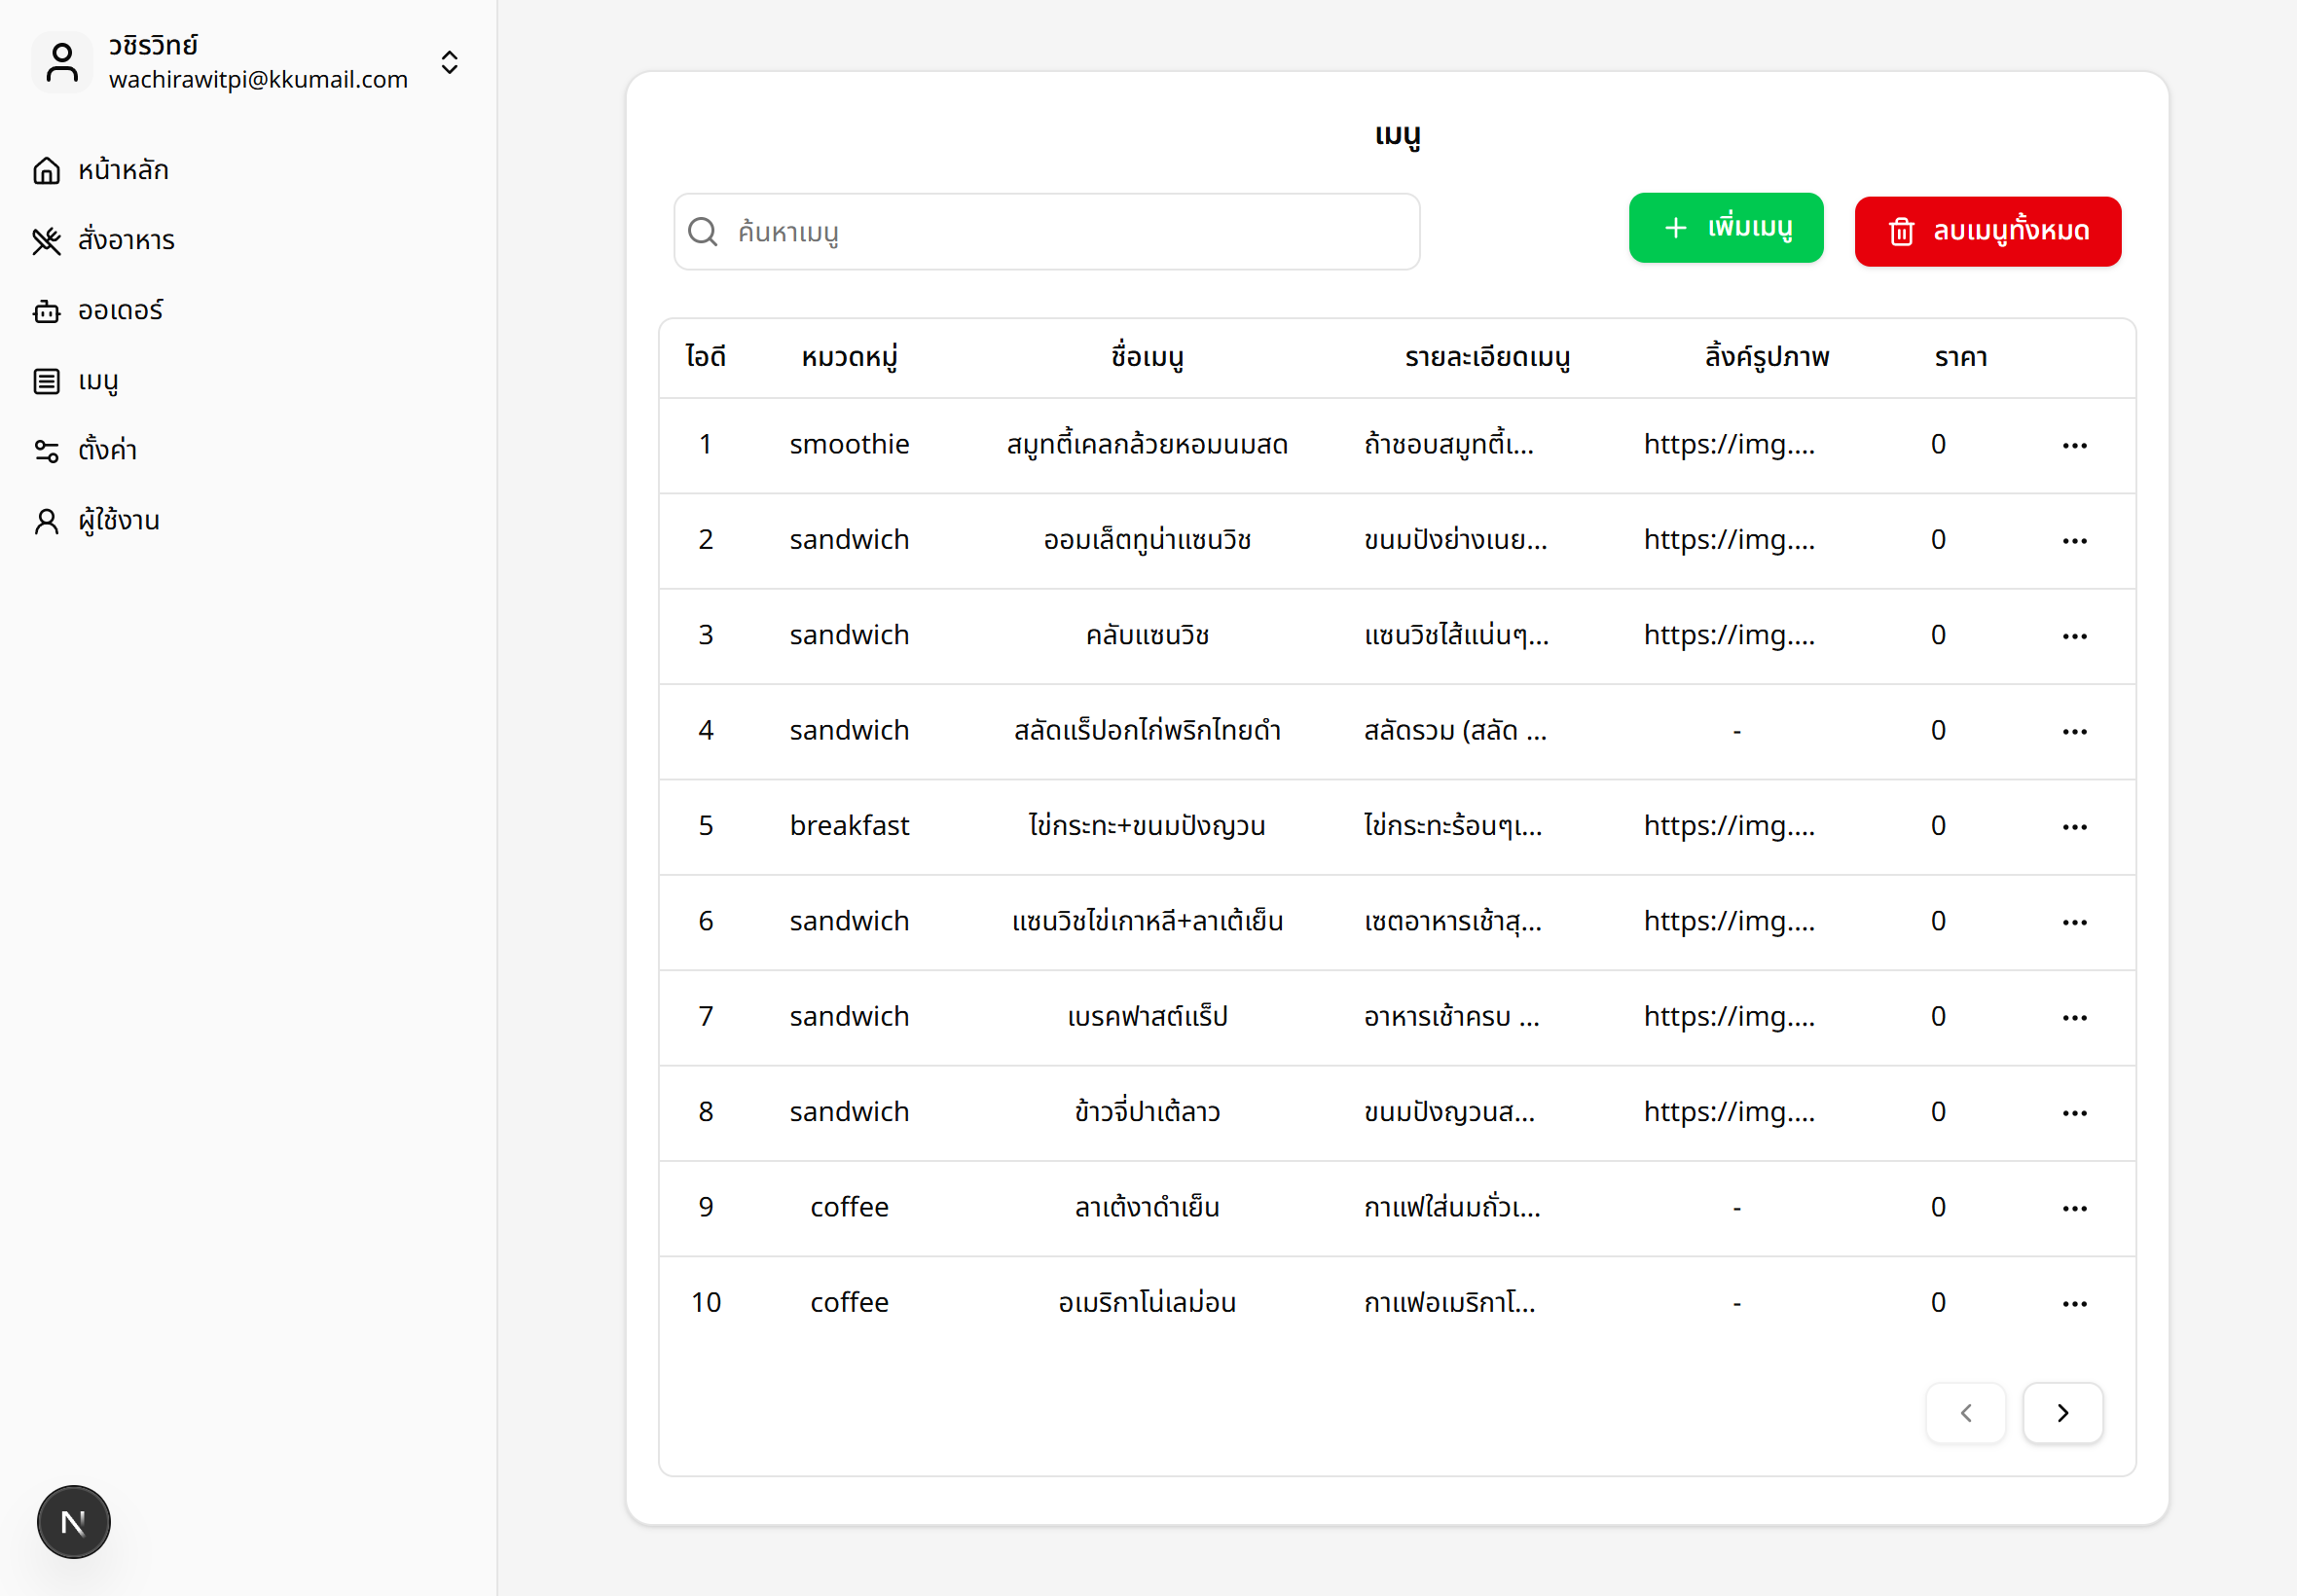 วชิรวิทย์
wachirawitpi@kkumail.com
หน้าหลัก
สั่งอาหาร
ออเดอร์
เมนู
ตั้งค่า
ผู้ใช้งาน
N
เมนู
ค้นหาเมนู
เพิ่มเมนู
ลบเมนูทั้งหมด
ไอดี หมวดหมู่ ชื่อเมนู รายละเอียดเมนู ลิ้งค์รูปภาพ ราคา
1 smoothie สมูทตี้เคลกล้วยหอมนมสด ถ้าชอบสมูทตี้เ... https://img.... 0
2 sandwich ออมเล็ตทูน่าแซนวิช ขนมปังย่างเนย... https://img.... 0
3 sandwich คลับแซนวิช แซนวิชไส้แน่นๆ... https://img.... 0
4 sandwich สลัดแร็ปอกไก่พริกไทยดำ สลัดรวม (สลัด ... - 0
5 breakfast ไข่กระทะ+ขนมปังญวน ไข่กระทะร้อนๆเ... https://img.... 0
6 sandwich แซนวิชไข่เกาหลี+ลาเต้เย็น เซตอาหารเช้าสุ... https://img.... 0
7 sandwich เบรคฟาสต์แร็ป อาหารเช้าครบ ... https://img.... 0
8 sandwich ข้าวจี่ปาเต้ลาว ขนมปังญวนส... https://img.... 0
9 coffee ลาเต้งาดำเย็น กาแฟใส่นมถั่วเ... - 0
10 coffee อเมริกาโน่เลม่อน กาแฟอเมริกาโ... - 0